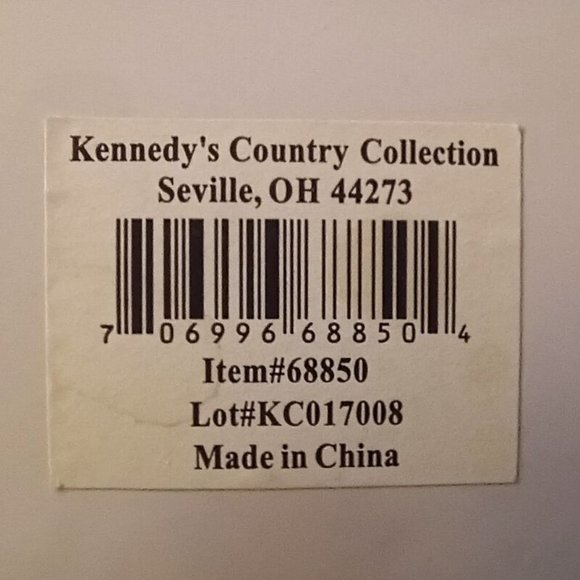 Kennedy's Country Collection
Seville, OH 44273
7 06996 68850 4
Item#68850
Lot#KC017008
Made in China